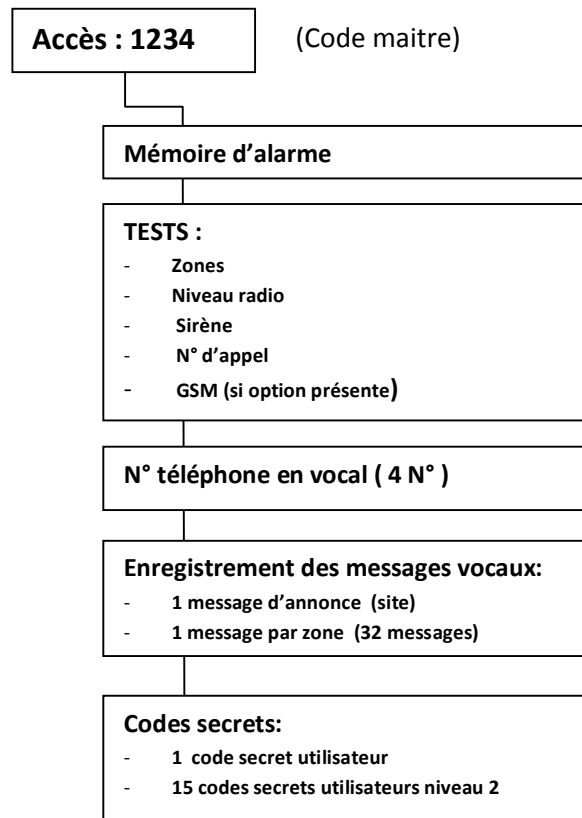 Accès : 1234 (Code maitre)
Mémoire d’alarme
TESTS :
- Zones
- Niveau radio
- Sirène
- N° d’appel
- GSM (si option présente)
N° téléphone en vocal ( 4 N° )
Enregistrement des messages vocaux:
- 1 message d’annonce (site)
- 1 message par zone (32 messages)
Codes secrets:
- 1 code secret utilisateur
- 15 codes secrets utilisateurs niveau 2